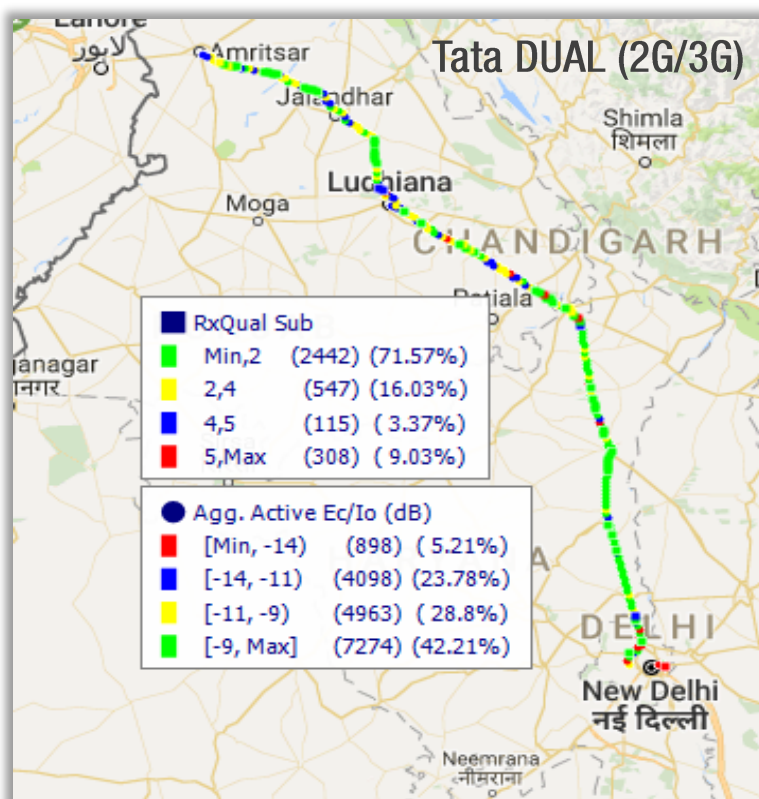 Lahore
لاہور
Amritsar
Tata DUAL (2G/3G)
Jalandhar
Shimla
शिमला
Ludhiana
Moga
CHANDIGARH
Patiala
RxQual Sub
Min,2 (2442) (71.57%)
2,4 (547) (16.03%)
4,5 (115) ( 3.37%)
5,Max (308) ( 9.03%)
janagar
ानगर
Agg. Active Ec/Io (dB)
[Min, -14) (898) ( 5.21%)
[-14, -11) (4098) (23.78%)
[-11, -9) (4963) ( 28.8%)
[-9, Max] (7274) (42.21%)
A
DELHI
New Delhi
नई दिल्ली
Neemrana
नीमराना